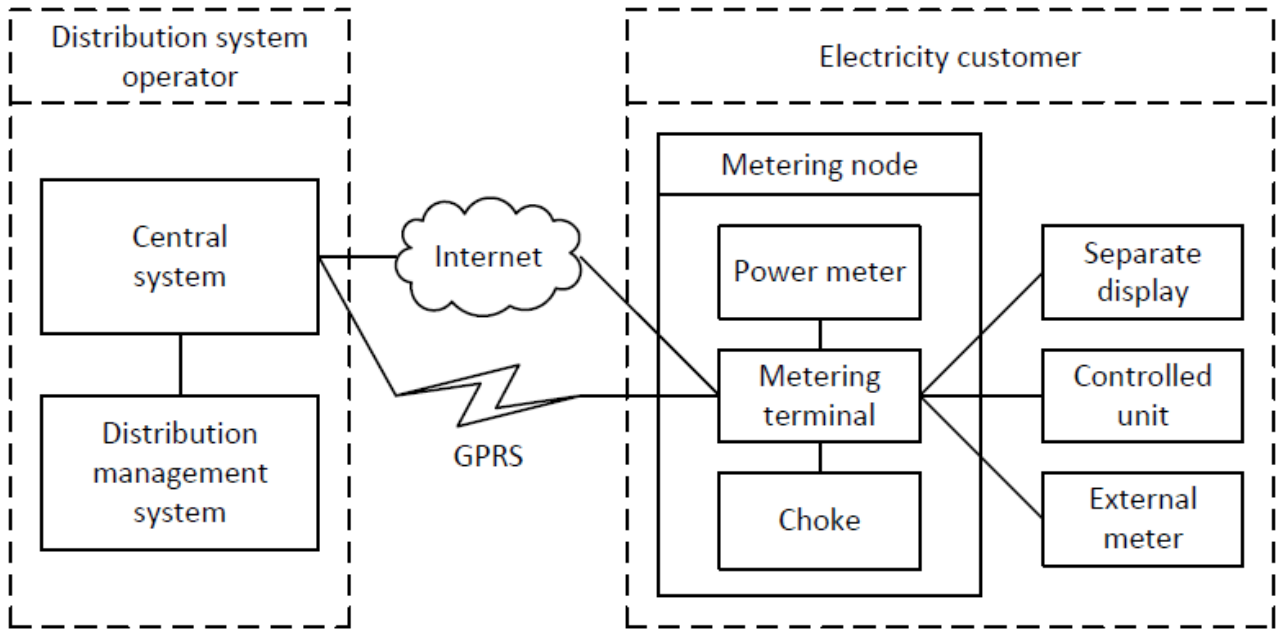 Distribution system
operator
Electricity customer
Central
system
Distribution
management
system
Internet
GPRS
Metering node
Power meter
Metering
terminal
Choke
Separate
display
Controlled
unit
External
meter